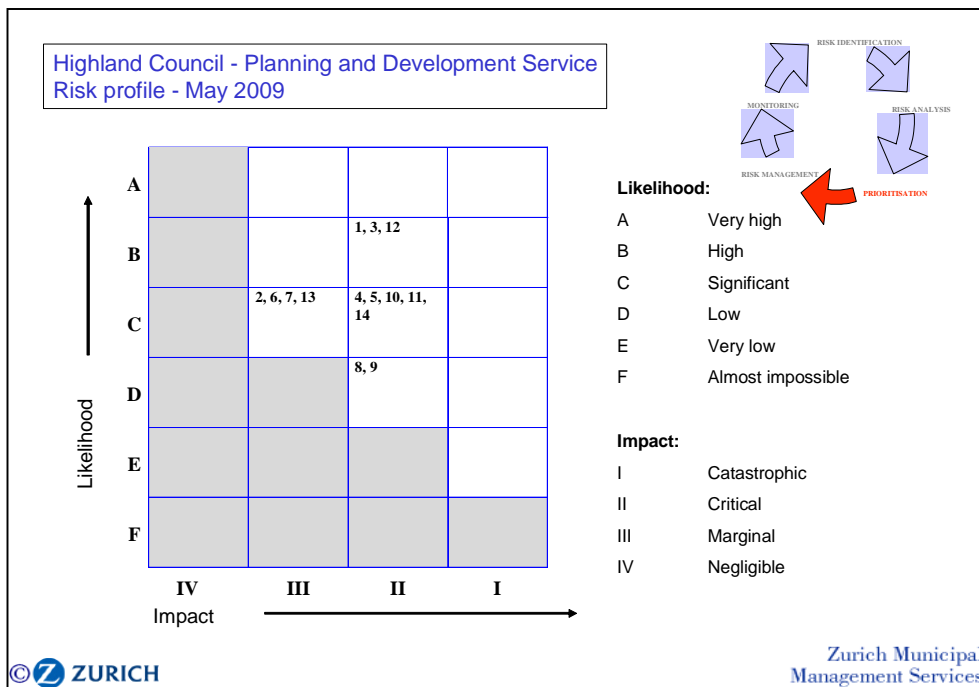 Highland Council - Planning and Development Service
Risk profile - May 2009
RISK IDENTIFICATION
MONITORING
RISK ANALYSIS
RISK MANAGEMENT
PRIORITISATION
A
B
1, 3, 12
C
2, 6, 7, 13
4, 5, 10, 11,
14
D
8, 9
E
F
Likelihood
IV
III
II
I
Impact
Likelihood:
A Very high
B High
C Significant
D Low
E Very low
F Almost impossible
Impact:
I Catastrophic
II Critical
III Marginal
IV Negligible
© Z ZURICH
Zurich Municipal
Management Services